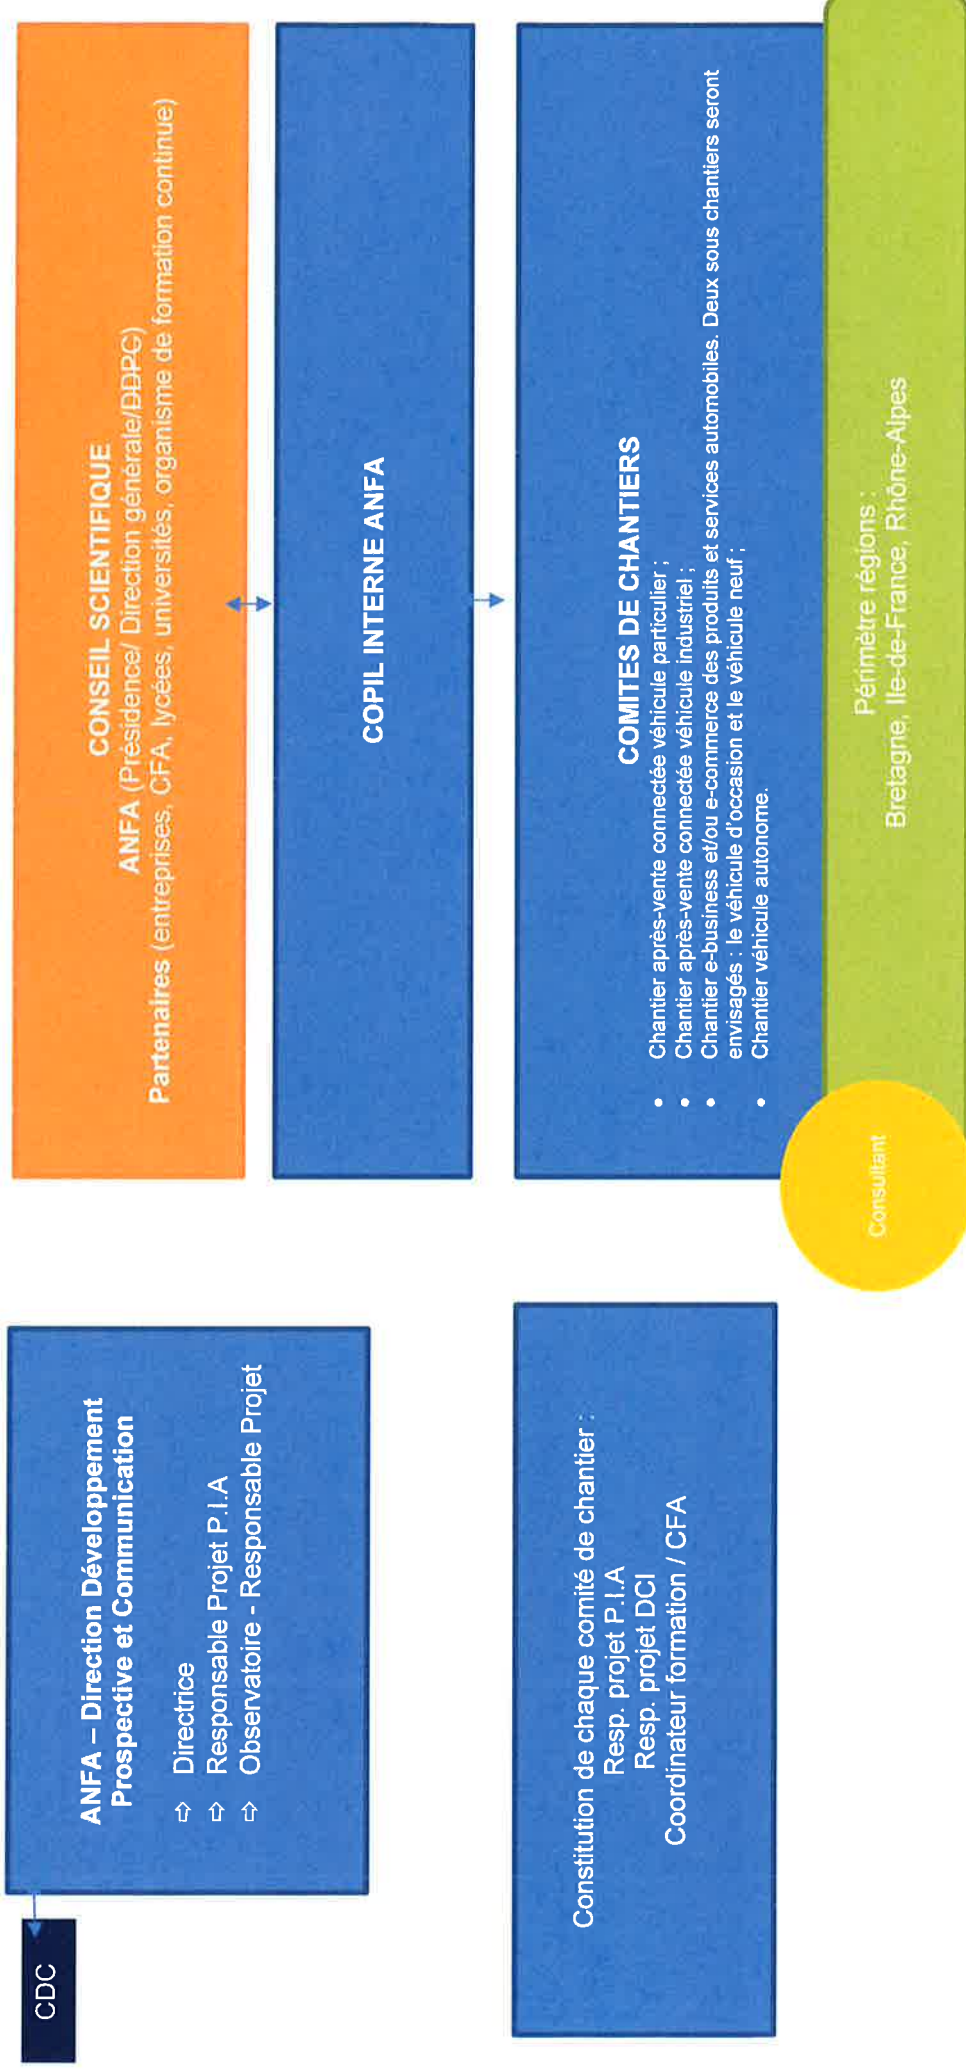 CDC
ANFA – Direction Développement
Prospective et Communication
⇨ Directrice
⇨ Responsable Projet P.I.A
⇨ Observatoire - Responsable Projet
CONSEIL SCIENTIFIQUE
ANFA (Présidence/ Direction générale/DDPC)
Partenaires (entreprises, CFA, lycées, universités, organisme de formation continue)
COPIL INTERNE ANFA
Constitution de chaque comité de chantier :
Resp. projet P.I.A
Resp. projet DCI
Coordinateur formation / CFA
COMITES DE CHANTIERS
• Chantier après-vente connectée véhicule particulier ;
• Chantier après-vente connectée véhicule industriel ;
• Chantier e-business et/ou e-commerce des produits et services automobiles. Deux sous chantiers seront
envisagés : le véhicule d'occasion et le véhicule neuf ;
• Chantier véhicule autonome.
Consultant
Périmètre régions :
Bretagne, Ile-de-France, Rhône-Alpes